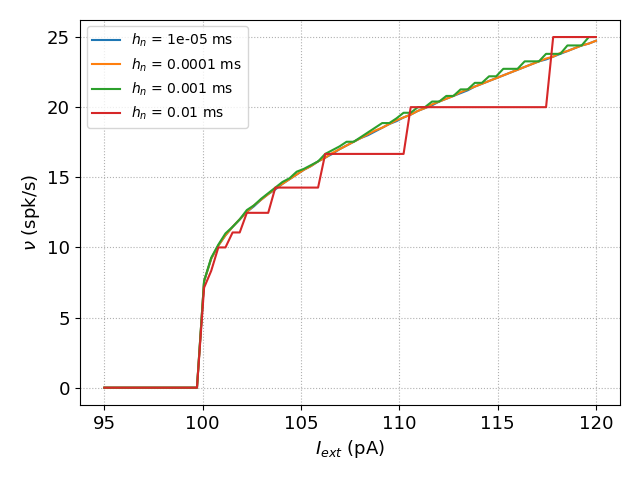 h_n = 1e-05 ms
h_n = 0.0001 ms
h_n = 0.001 ms
h_n = 0.01 ms
25
20
15
10
5
0
ν (spk/s)
95 100 105 110 115 120
I_ext (pA)